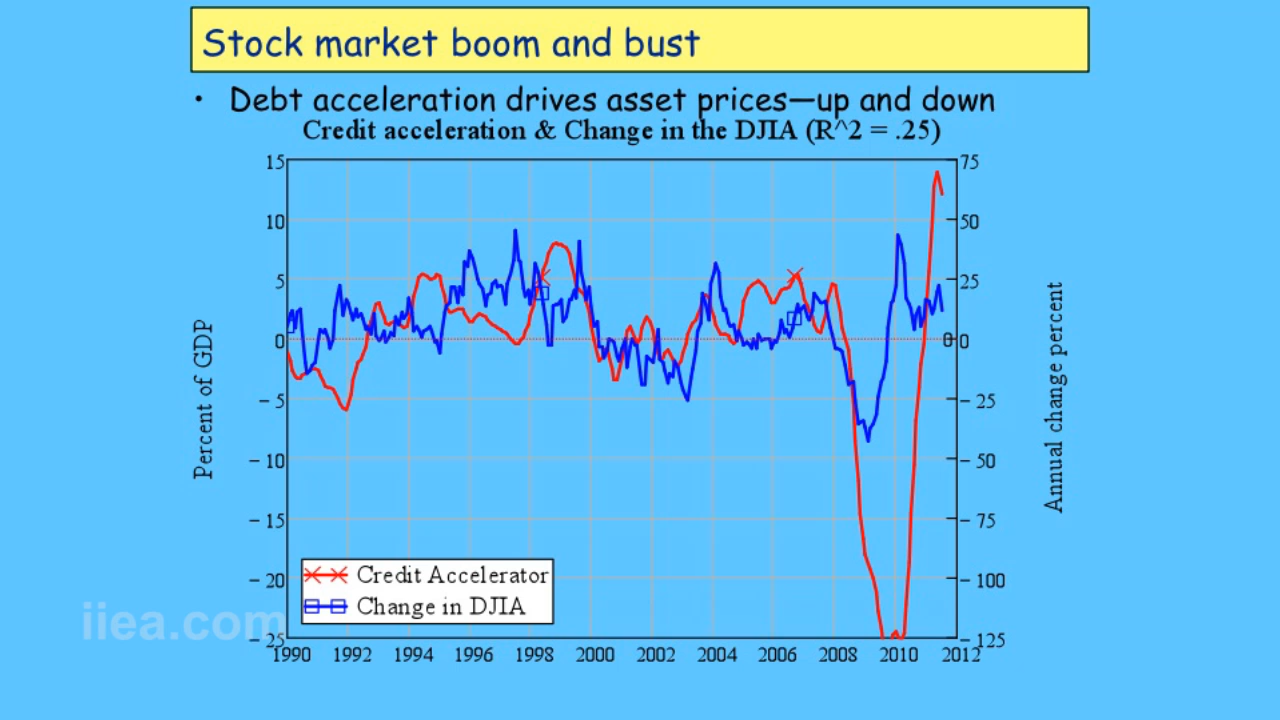 Stock market boom and bust
• Debt acceleration drives asset prices—up and down
Credit acceleration & Change in the DJIA (R^2 = .25)
15
10
5
0
– 5
– 10
– 15
– 20
– 25
75
50
25
0
0
– 25
– 50
– 75
– 100
– 125
Percent of GDP
Annual change percent
Credit Accelerator
Change in DJIA
iiea.com
1990 1992 1994 1996 1998 2000 2002 2004 2006 2008 2010 2012